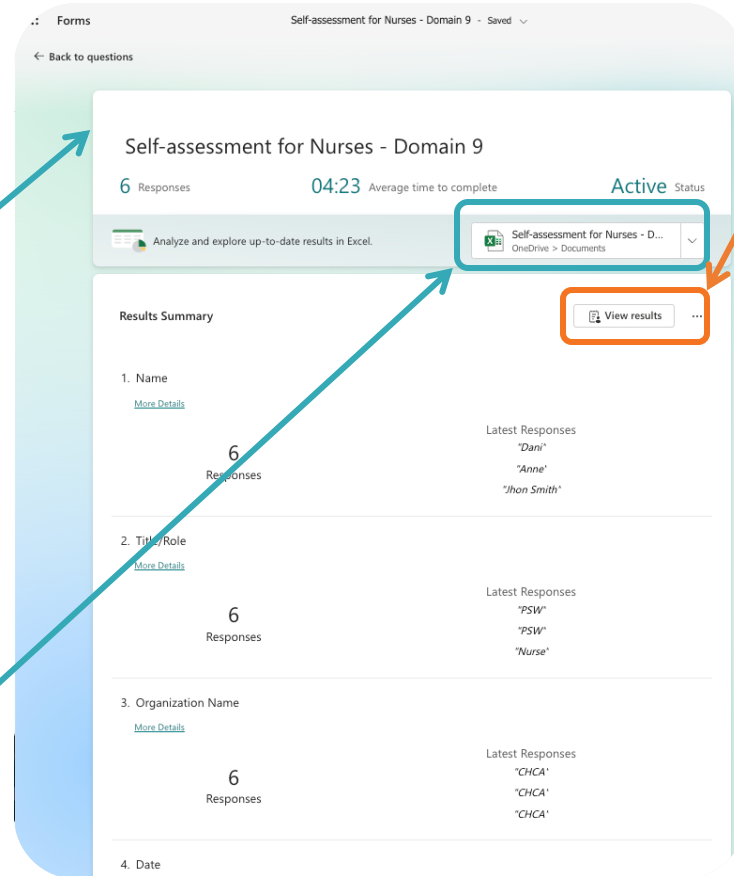 .: Forms
Self-assessment for Nurses - Domain 9 - Saved
← Back to questions
Self-assessment for Nurses - Domain 9
6 Responses
04:23 Average time to complete
Active Status
Analyze and explore up-to-date results in Excel.
Self-assessment for Nurses - D...
OneDrive > Documents
Results Summary
View results
...
1. Name
More Details
6
Responses
Latest Responses
"Dani"
"Anne'
"Jhon Smith"
2. Title/Role
More Details
6
Responses
Latest Responses
"PSW"
"PSW"
"Nurse"
3. Organization Name
More Details
6
Responses
Latest Responses
"CHCA'
"CHCA'
"CHCA'
4. Date